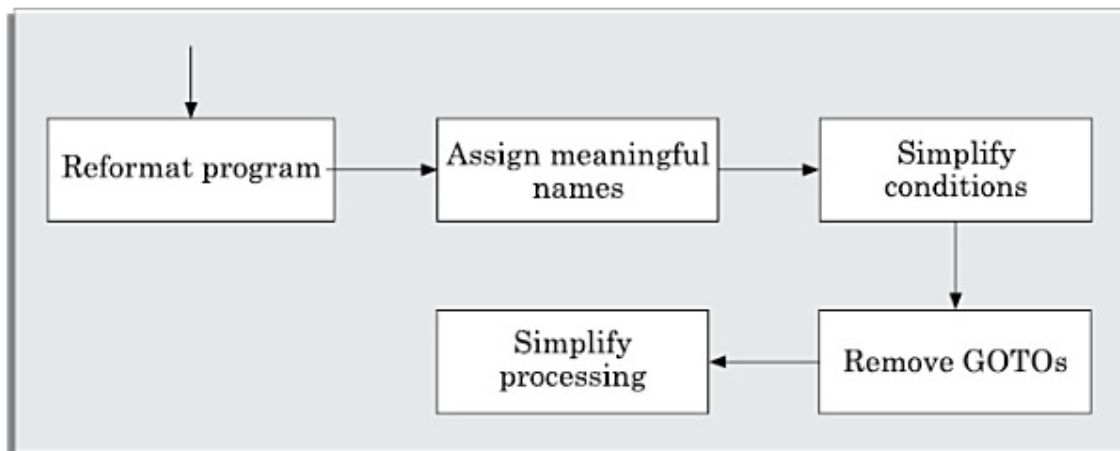 Reformat program
Assign meaningful
names
Simplify
conditions
Simplify
processing
Remove GOTOs